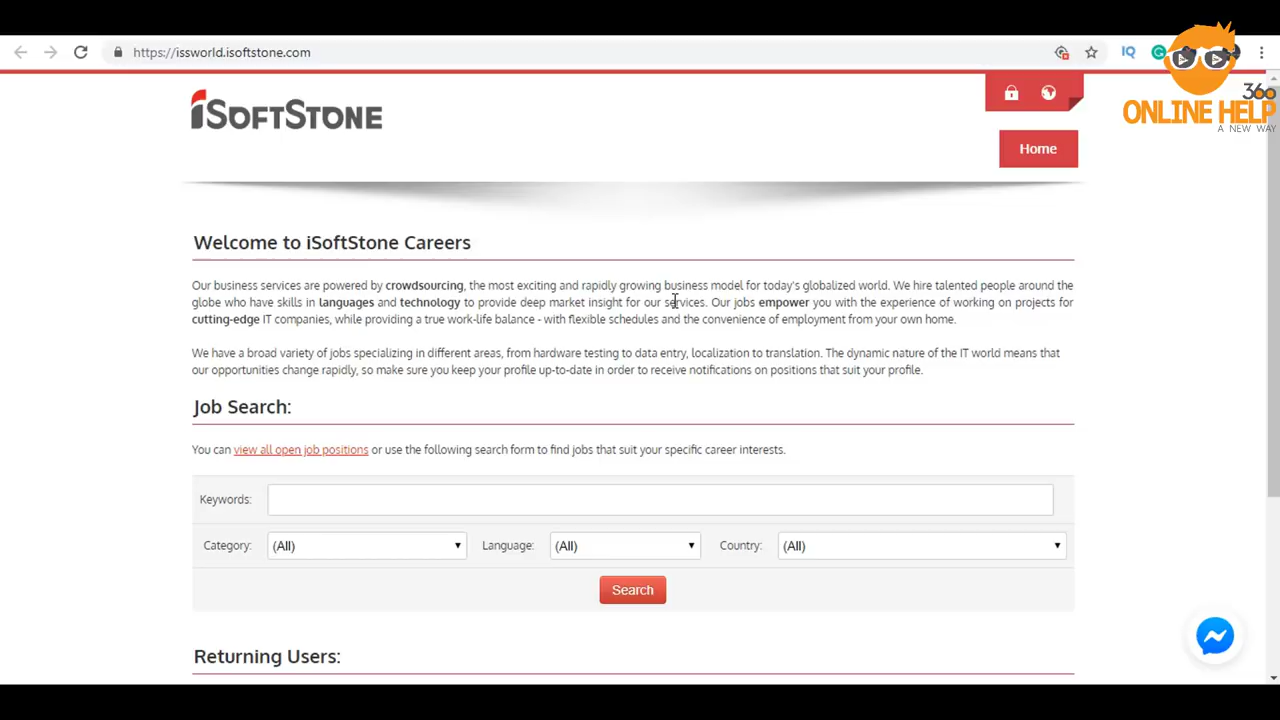 https://issworld.isoftstone.com
IQ
360
ONLINE HELP
A NEW WAY
iSOFTSTONE
Home
Welcome to iSoftStone Careers
Our business services are powered by crowdsourcing, the most exciting and rapidly growing business model for today's globalized world. We hire talented people around the
globe who have skills in languages and technology to provide deep market insight for our services. Our jobs empower you with the experience of working on projects for
cutting-edge IT companies, while providing a true work-life balance - with flexible schedules and the convenience of employment from your own home.
We have a broad variety of jobs specializing in different areas, from hardware testing to data entry, localization to translation. The dynamic nature of the IT world means that
our opportunities change rapidly, so make sure you keep your profile up-to-date in order to receive notifications on positions that suit your profile.
Job Search:
You can view all open job positions or use the following search form to find jobs that suit your specific career interests.
Keywords:
Category: (All) Language: (All) Country: (All)
Search
Returning Users: